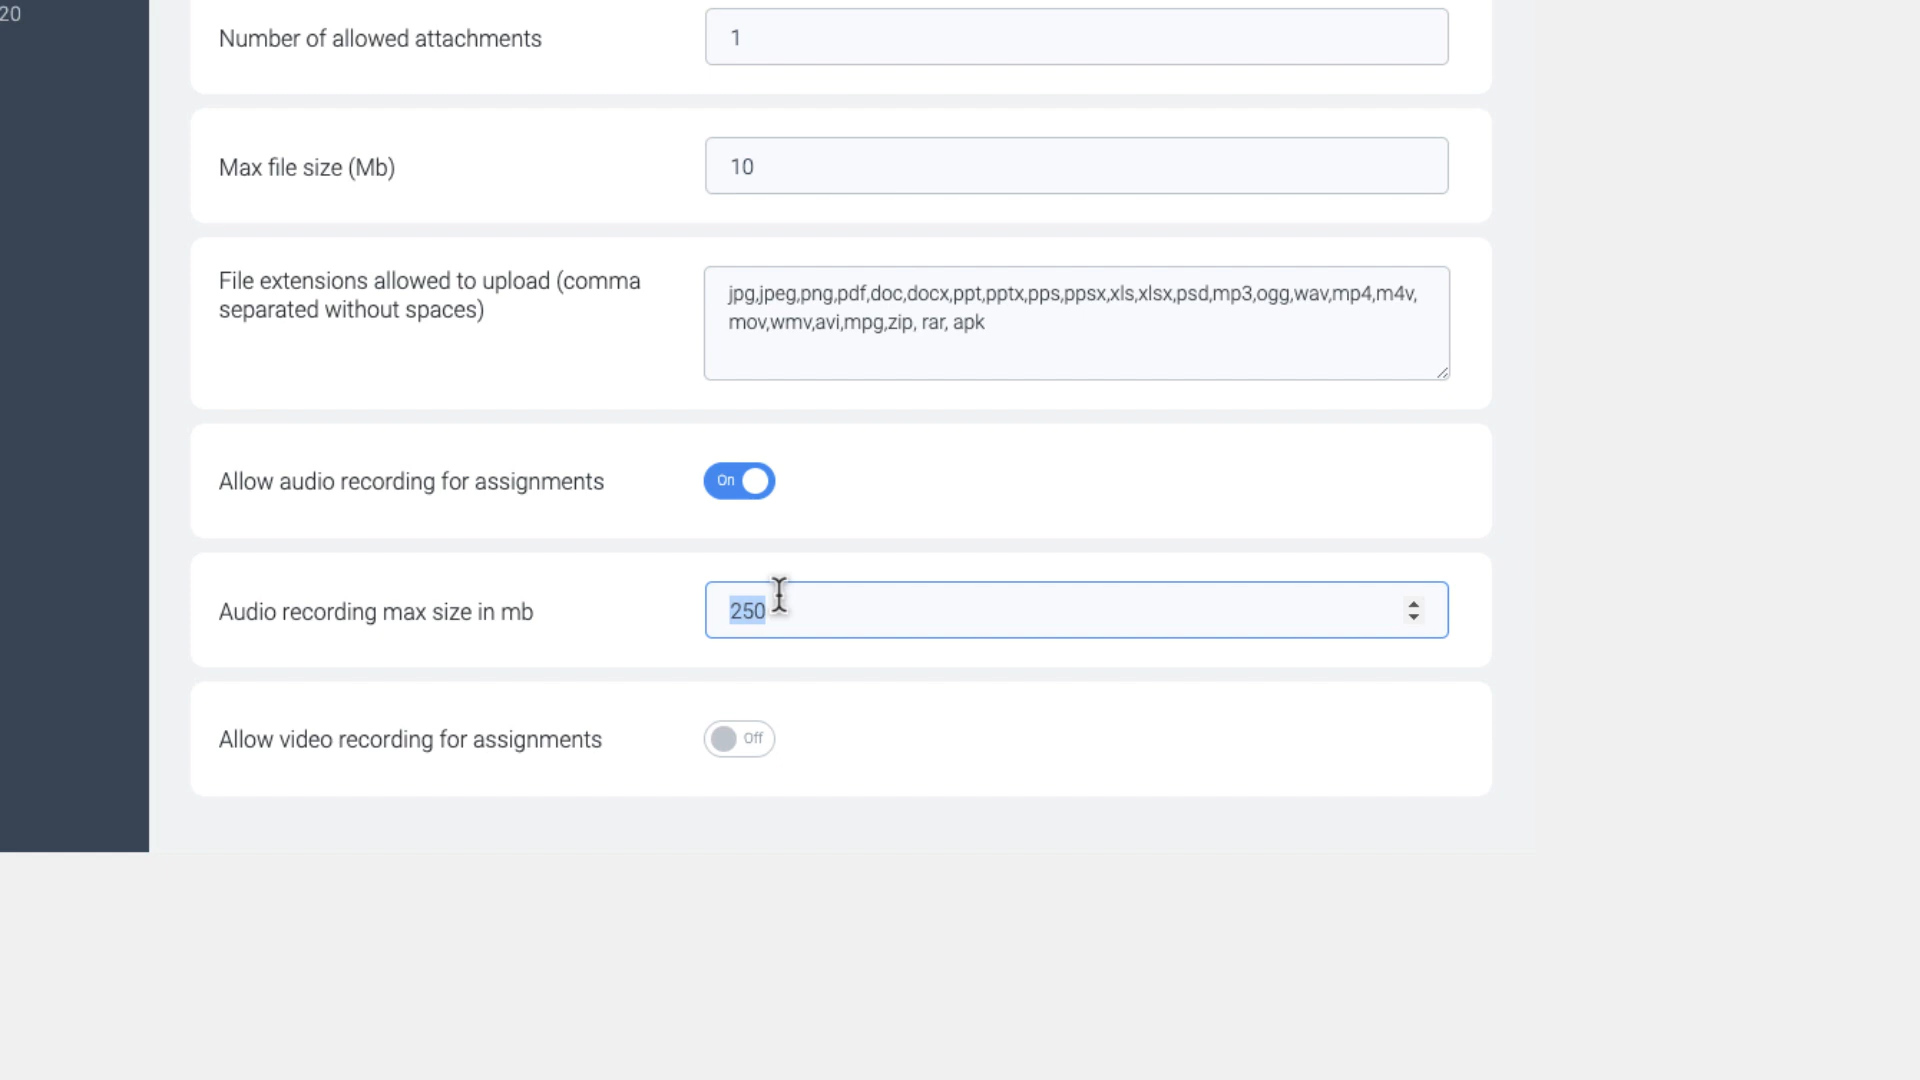 20
Number of allowed attachments
1
Max file size (Mb)
10
File extensions allowed to upload (comma
separated without spaces)
jpg,jpeg,png,pdf,doc,docx,ppt,pptx,pps,ppsx,xls,xlsx,psd,mp3,ogg,wav,mp4,m4v,
mov,wmv,avi,mpg,zip, rar, apk
Allow audio recording for assignments
On
Audio recording max size in mb
250
Allow video recording for assignments
Off